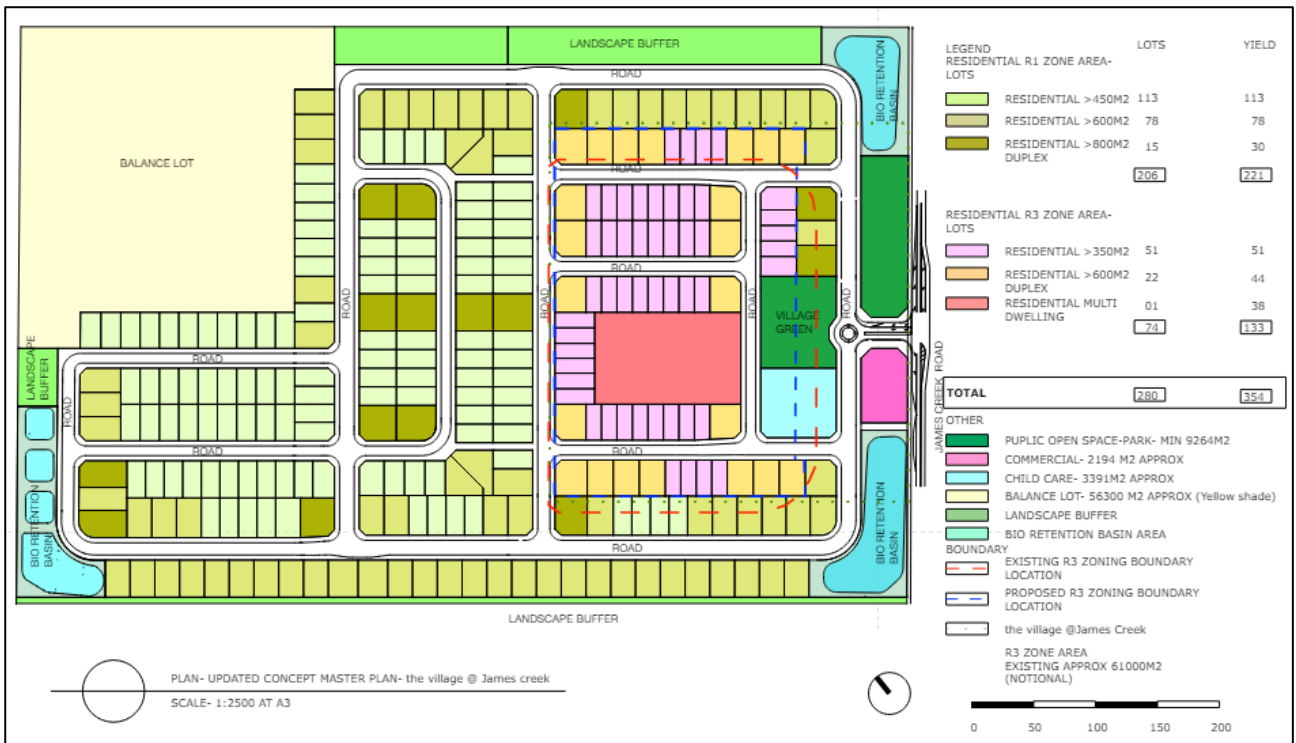 LANDSCAPE BUFFER
ROAD
BIO RETENTION
BASIN
BALANCE LOT
ROAD
ROAD
ROAD
ROAD
ROAD
ROAD
ROAD
VILLAGE
GREEN
JAMES CREEK ROAD
LANDSCAPE
BUFFER
ROAD
ROAD
ROAD
ROAD
BIO RETENTION
BASIN
ROAD
BIO RETENTION
BASIN
LANDSCAPE BUFFER
PLAN- UPDATED CONCEPT MASTER PLAN- the village @ James creek
SCALE- 1:2500 AT A3
LEGEND LOTS YIELD
RESIDENTIAL R1 ZONE AREA-
LOTS
RESIDENTIAL >450M2 113 113
RESIDENTIAL >600M2 78 78
RESIDENTIAL >800M2 15 30
DUPLEX
206 221
RESIDENTIAL R3 ZONE AREA-
LOTS
RESIDENTIAL >350M2 51 51
RESIDENTIAL >600M2 22 44
DUPLEX
RESIDENTIAL MULTI 01 38
DWELLING
74 133
TOTAL 280 354
OTHER
PUPLIC OPEN SPACE-PARK- MIN 9264M2
COMMERCIAL- 2194 M2 APPROX
CHILD CARE- 3391M2 APPROX
BALANCE LOT- 56300 M2 APPROX (Yellow shade)
LANDSCAPE BUFFER
BIO RETENTION BASIN AREA
BOUNDARY
EXISTING R3 ZONING BOUNDARY
LOCATION
PROPOSED R3 ZONING BOUNDARY
LOCATION
the village @James Creek
R3 ZONE AREA
EXISTING APPROX 61000M2
(NOTIONAL)
0 50 100 150 200